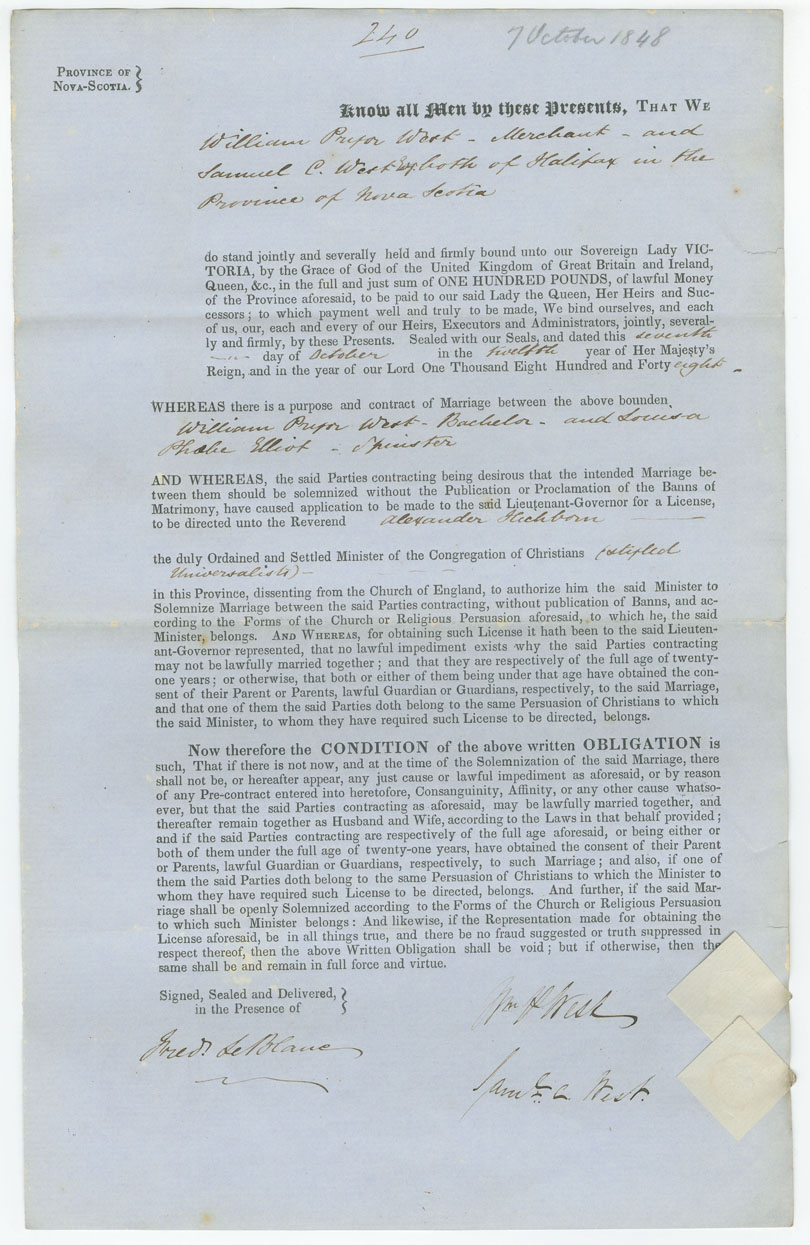 240
7 October 1848
PROVINCE OF
NOVA-SCOTIA.
Know all Men by these Presents, THAT WE
William Pryor West - Merchant - and
Samuel C. West Esq. both of Halifax in the
Province of Nova Scotia
do stand jointly and severally held and firmly bound unto our Sovereign Lady VIC-
TORIA, by the Grace of God of the United Kingdom of Great Britain and Ireland,
Queen, &c., in the full and just sum of ONE HUNDRED POUNDS, of lawful Money
of the Province aforesaid, to be paid to our said Lady the Queen, Her Heirs and Suc-
cessors; to which payment well and truly to be made, We bind ourselves, and each
of us, our, each and every of our Heirs, Executors and Administrators, jointly, several-
ly and firmly, by these Presents. Sealed with our Seals, and dated this seventh
day of October in the twelfth year of Her Majesty's
Reign, and in the year of our Lord One Thousand Eight Hundred and Forty eight -
WHEREAS there is a purpose and contract of Marriage between the above bounden
William Pryor West - Bachelor - and Louisa
Phœbe Elliot - Spinster
AND WHEREAS, the said Parties contracting being desirous that the intended Marriage be-
tween them should be solemnized without the Publication or Proclamation of the Banns of
Matrimony, have caused application to be made to the said Lieutenant-Governor for a License,
to be directed unto the Reverend Alexander Hichborn
the duly Ordained and Settled Minister of the Congregation of Christians (stifled
Universalists) -
in this Province, dissenting from the Church of England, to authorize him the said Minister to
Solemnize Marriage between the said Parties contracting, without publication of Banns, and ac-
cording to the Forms of the Church or Religious Persuasion aforesaid, to which he, the said
Minister, belongs. AND WHEREAS, for obtaining such License it hath been to the said Lieuten-
ant-Governor represented, that no lawful impediment exists why the said Parties contracting
may not be lawfully married together; and that they are respectively of the full age of twenty-
one years; or otherwise, that both or either of them being under that age have obtained the con-
sent of their Parent or Parents, lawful Guardian or Guardians, respectively, to the said Marriage,
and that one of them the said Parties doth belong to the same Persuasion of Christians to which
the said Minister, to whom they have required such License to be directed, belongs.
Now therefore the CONDITION of the above written OBLIGATION is
such, That if there is not now, and at the time of the Solemnization of the said Marriage, there
shall not be, or hereafter appear, any just cause or lawful impediment as aforesaid, or by reason
of any Pre-contract entered into heretofore, Consanguinity, Affinity, or any other cause whatso-
ever, but that the said Parties contracting as aforesaid, may be lawfully married together, and
thereafter remain together as Husband and Wife, according to the Laws in that behalf provided;
and if the said Parties contracting are respectively of the full age aforesaid, or being either or
both of them under the full age of twenty-one years, have obtained the consent of their Parent
or Parents, lawful Guardian or Guardians, respectively, to such Marriage; and also, if one of
them the said Parties doth belong to the same Persuasion of Christians to which the Minister to
whom they have required such License to be directed, belongs. And further, if the said Mar-
riage shall be openly Solemnized according to the Forms of the Church or Religious Persuasion
to which such Minister belongs: And likewise, if the Representation made for obtaining the
License aforesaid, be in all things true, and there be no fraud suggested or truth suppressed in
respect thereof, then the above Written Obligation shall be void; but if otherwise, then the
same shall be and remain in full force and virtue.
Signed, Sealed and Delivered,
in the Presence of
Wm P West
Fred. Le Blanc
Saml. C West.